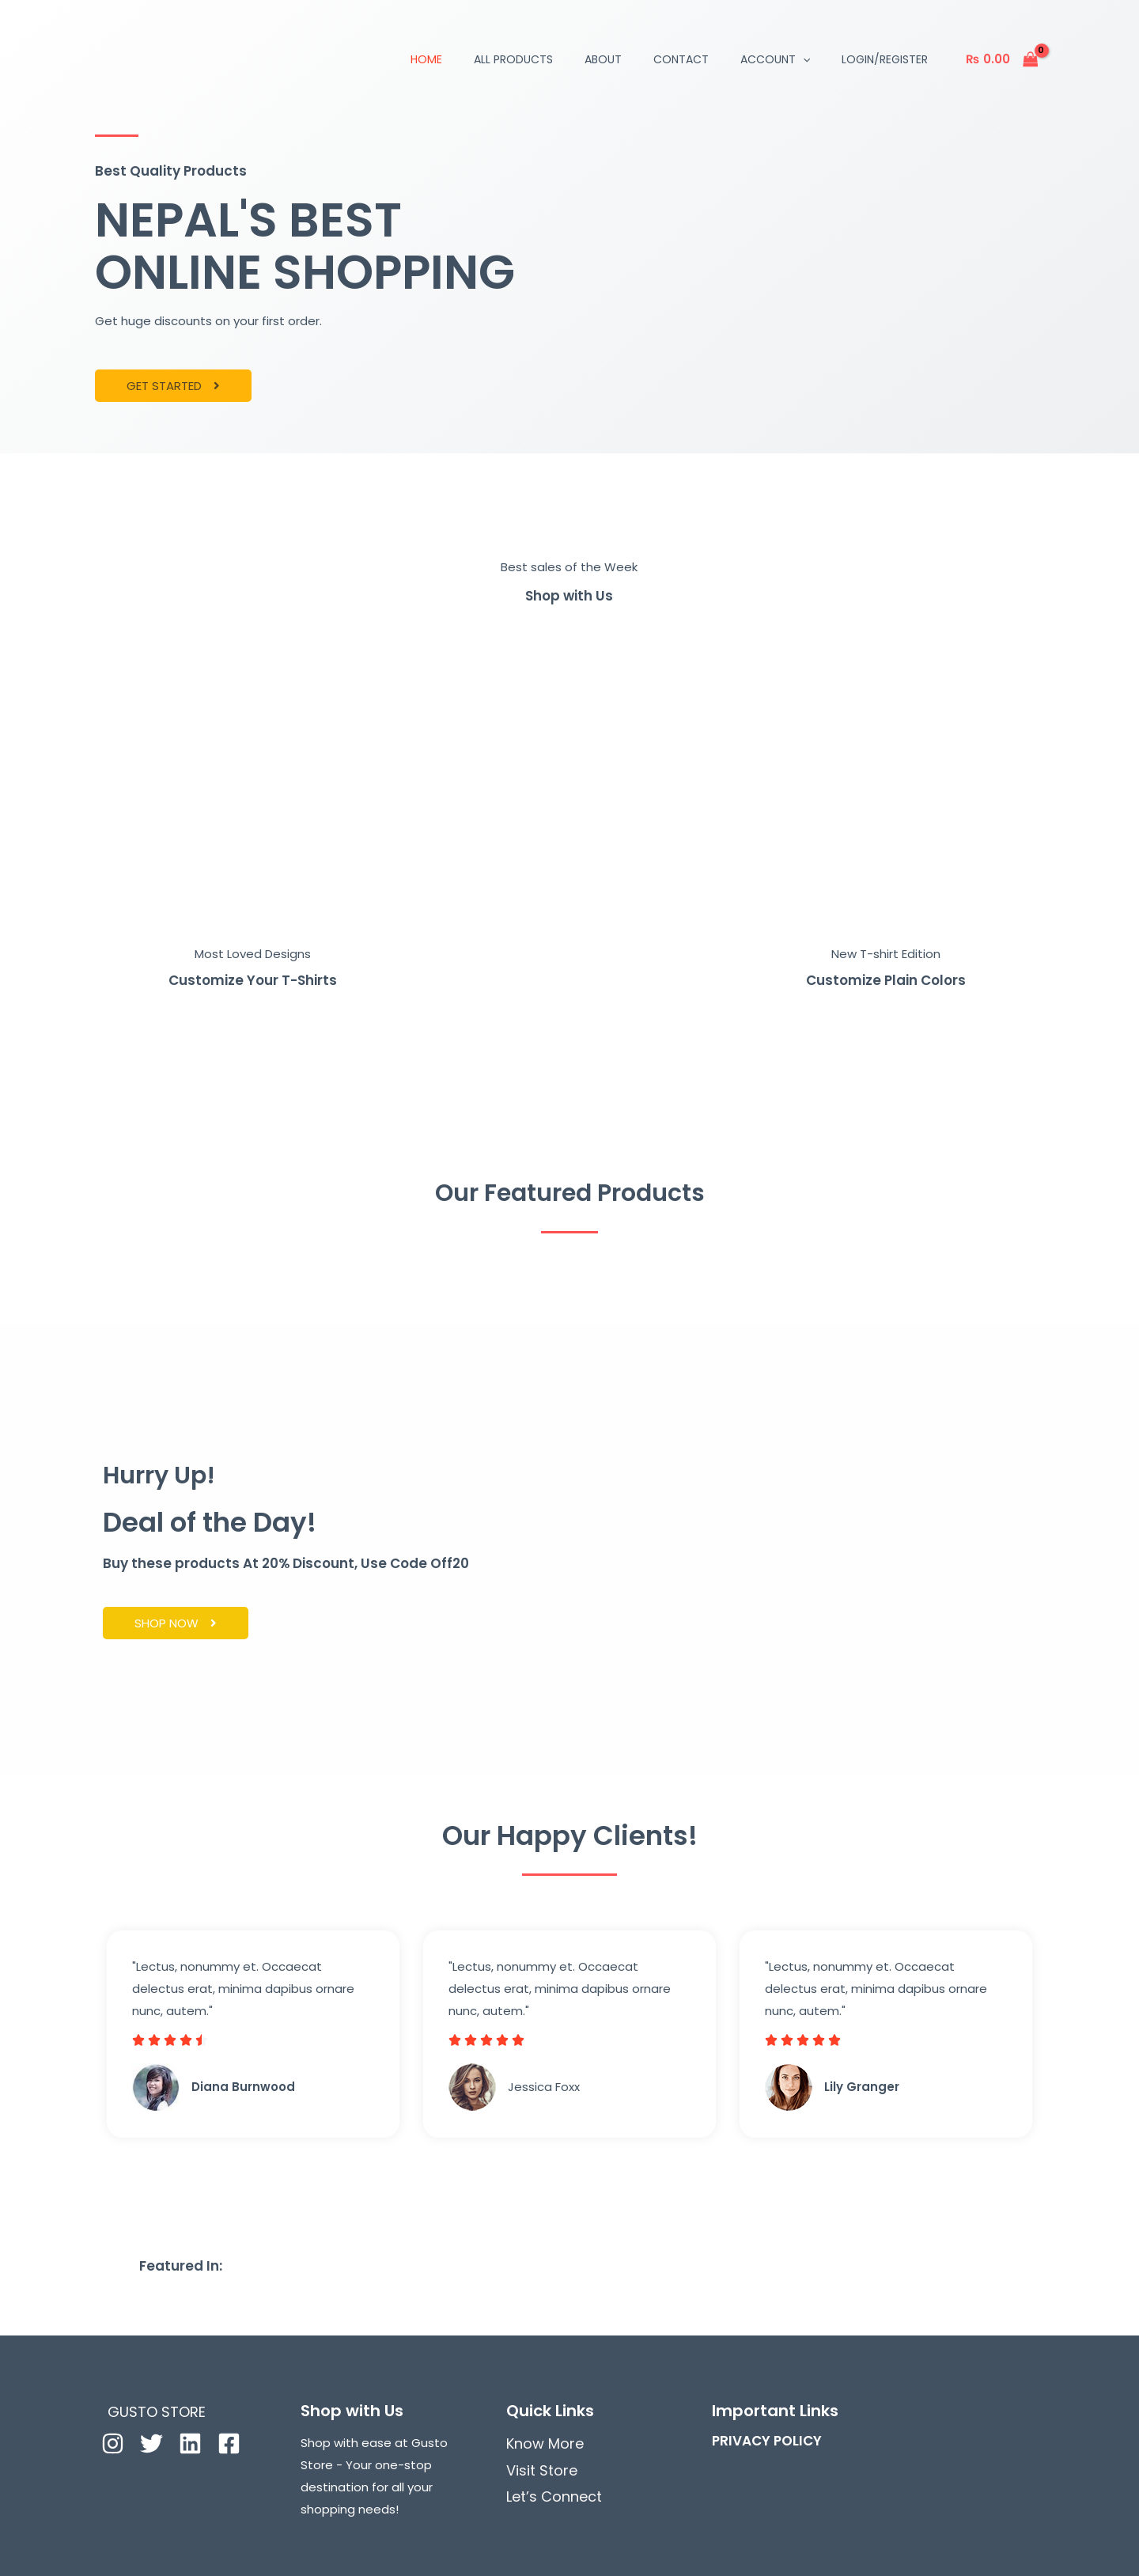 HOME ALL PRODUCTS ABOUT CONTACT ACCOUNT LOGIN/REGISTER ₨ 0.00 0
Best Quality Products
NEPAL'S BEST
ONLINE SHOPPING
Get huge discounts on your first order.
GET STARTED
Best sales of the Week
Shop with Us
Most Loved Designs
Customize Your T-Shirts
New T-shirt Edition
Customize Plain Colors
Our Featured Products
Hurry Up!
Deal of the Day!
Buy these products At 20% Discount, Use Code Off20
SHOP NOW
Our Happy Clients!
"Lectus, nonummy et. Occaecat
delectus erat, minima dapibus ornare
nunc, autem."
Diana Burnwood
"Lectus, nonummy et. Occaecat
delectus erat, minima dapibus ornare
nunc, autem."
Jessica Foxx
"Lectus, nonummy et. Occaecat
delectus erat, minima dapibus ornare
nunc, autem."
Lily Granger
Featured In:
GUSTO STORE
Shop with Us
Shop with ease at Gusto
Store - Your one-stop
destination for all your
shopping needs!
Quick Links
Know More
Visit Store
Let’s Connect
Important Links
PRIVACY POLICY